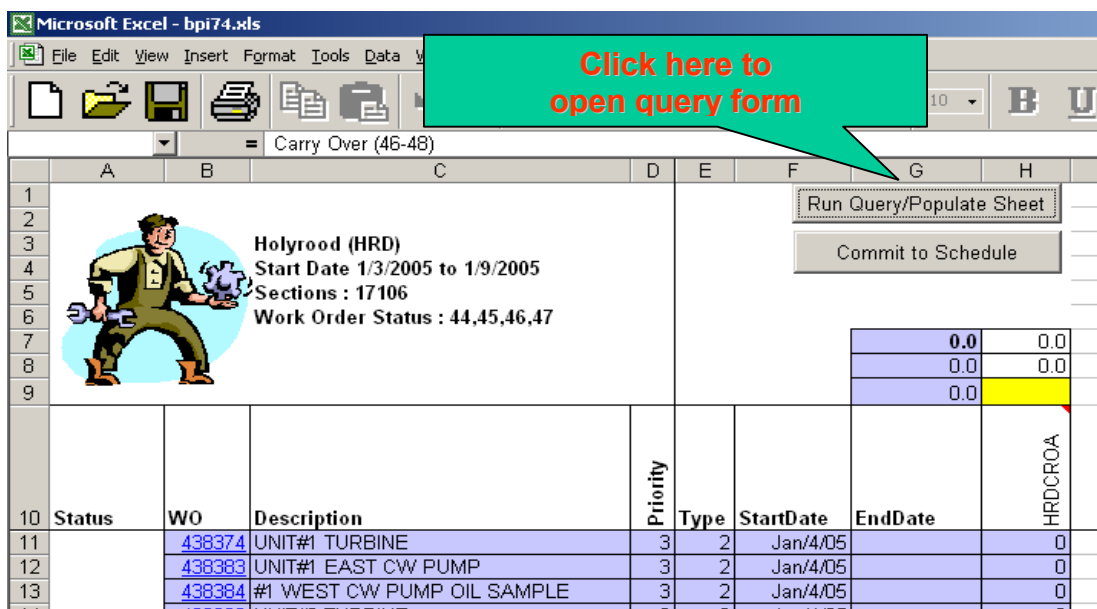 Microsoft Excel - bpi74.xls
File Edit View Insert Format Tools Data
Click here to
open query form
10 B U
= Carry Over (46-48)
A B C D E F G H
1 Run Query/Populate Sheet
2
3 Holyrood (HRD) Commit to Schedule
4 Start Date 1/3/2005 to 1/9/2005
5 Sections : 17106
6 Work Order Status : 44,45,46,47
7 0.0 0.0
8 0.0 0.0
9 0.0
10 Status WO Description Priority Type StartDate EndDate HRDCROA
11 438374 UNIT#1 TURBINE 3 2 Jan/4/05 0
12 438383 UNIT#1 EAST CW PUMP 3 2 Jan/4/05 0
13 438384 #1 WEST CW PUMP OIL SAMPLE 3 2 Jan/4/05 0